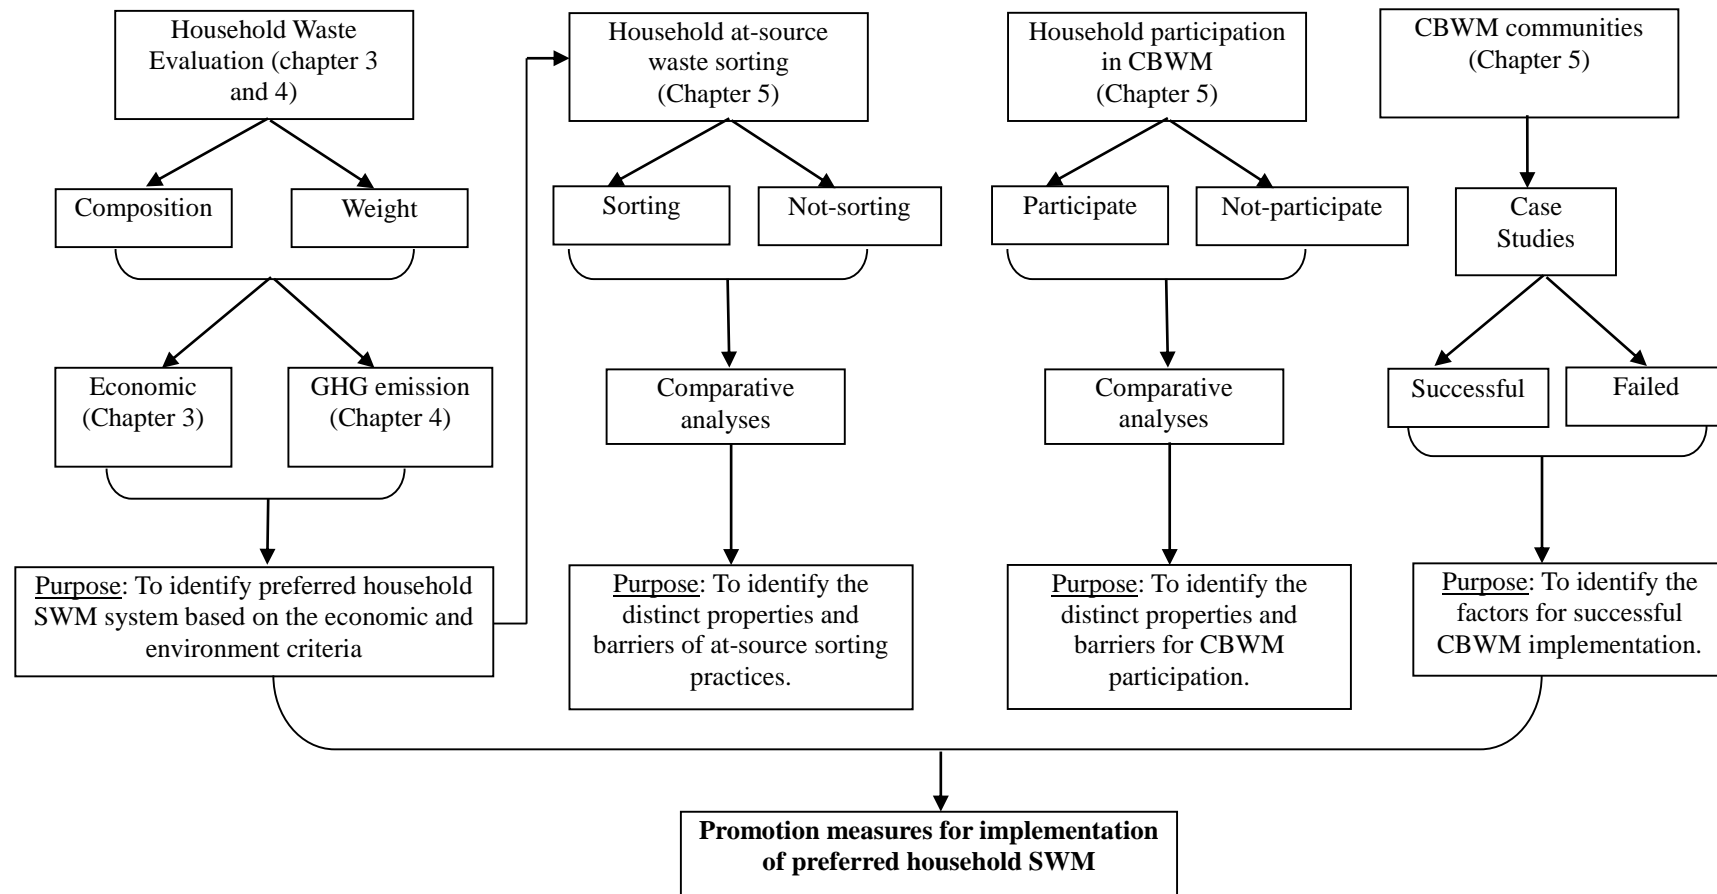 Household Waste
Evaluation (chapter 3
and 4)
Household at-source
waste sorting
(Chapter 5)
Household participation
in CBWM
(Chapter 5)
CBWM communities
(Chapter 5)
Composition
Weight
Sorting
Not-sorting
Participate
Not-participate
Case
Studies
Economic
(Chapter 3)
GHG emission
(Chapter 4)
Comparative
analyses
Comparative
analyses
Successful
Failed
Purpose: To identify preferred household
SWM system based on the economic and
environment criteria
Purpose: To identify the
distinct properties and
barriers of at-source sorting
practices.
Purpose: To identify the
distinct properties and
barriers for CBWM
participation.
Purpose: To identify the
factors for successful
CBWM implementation.
Promotion measures for implementation
of preferred household SWM